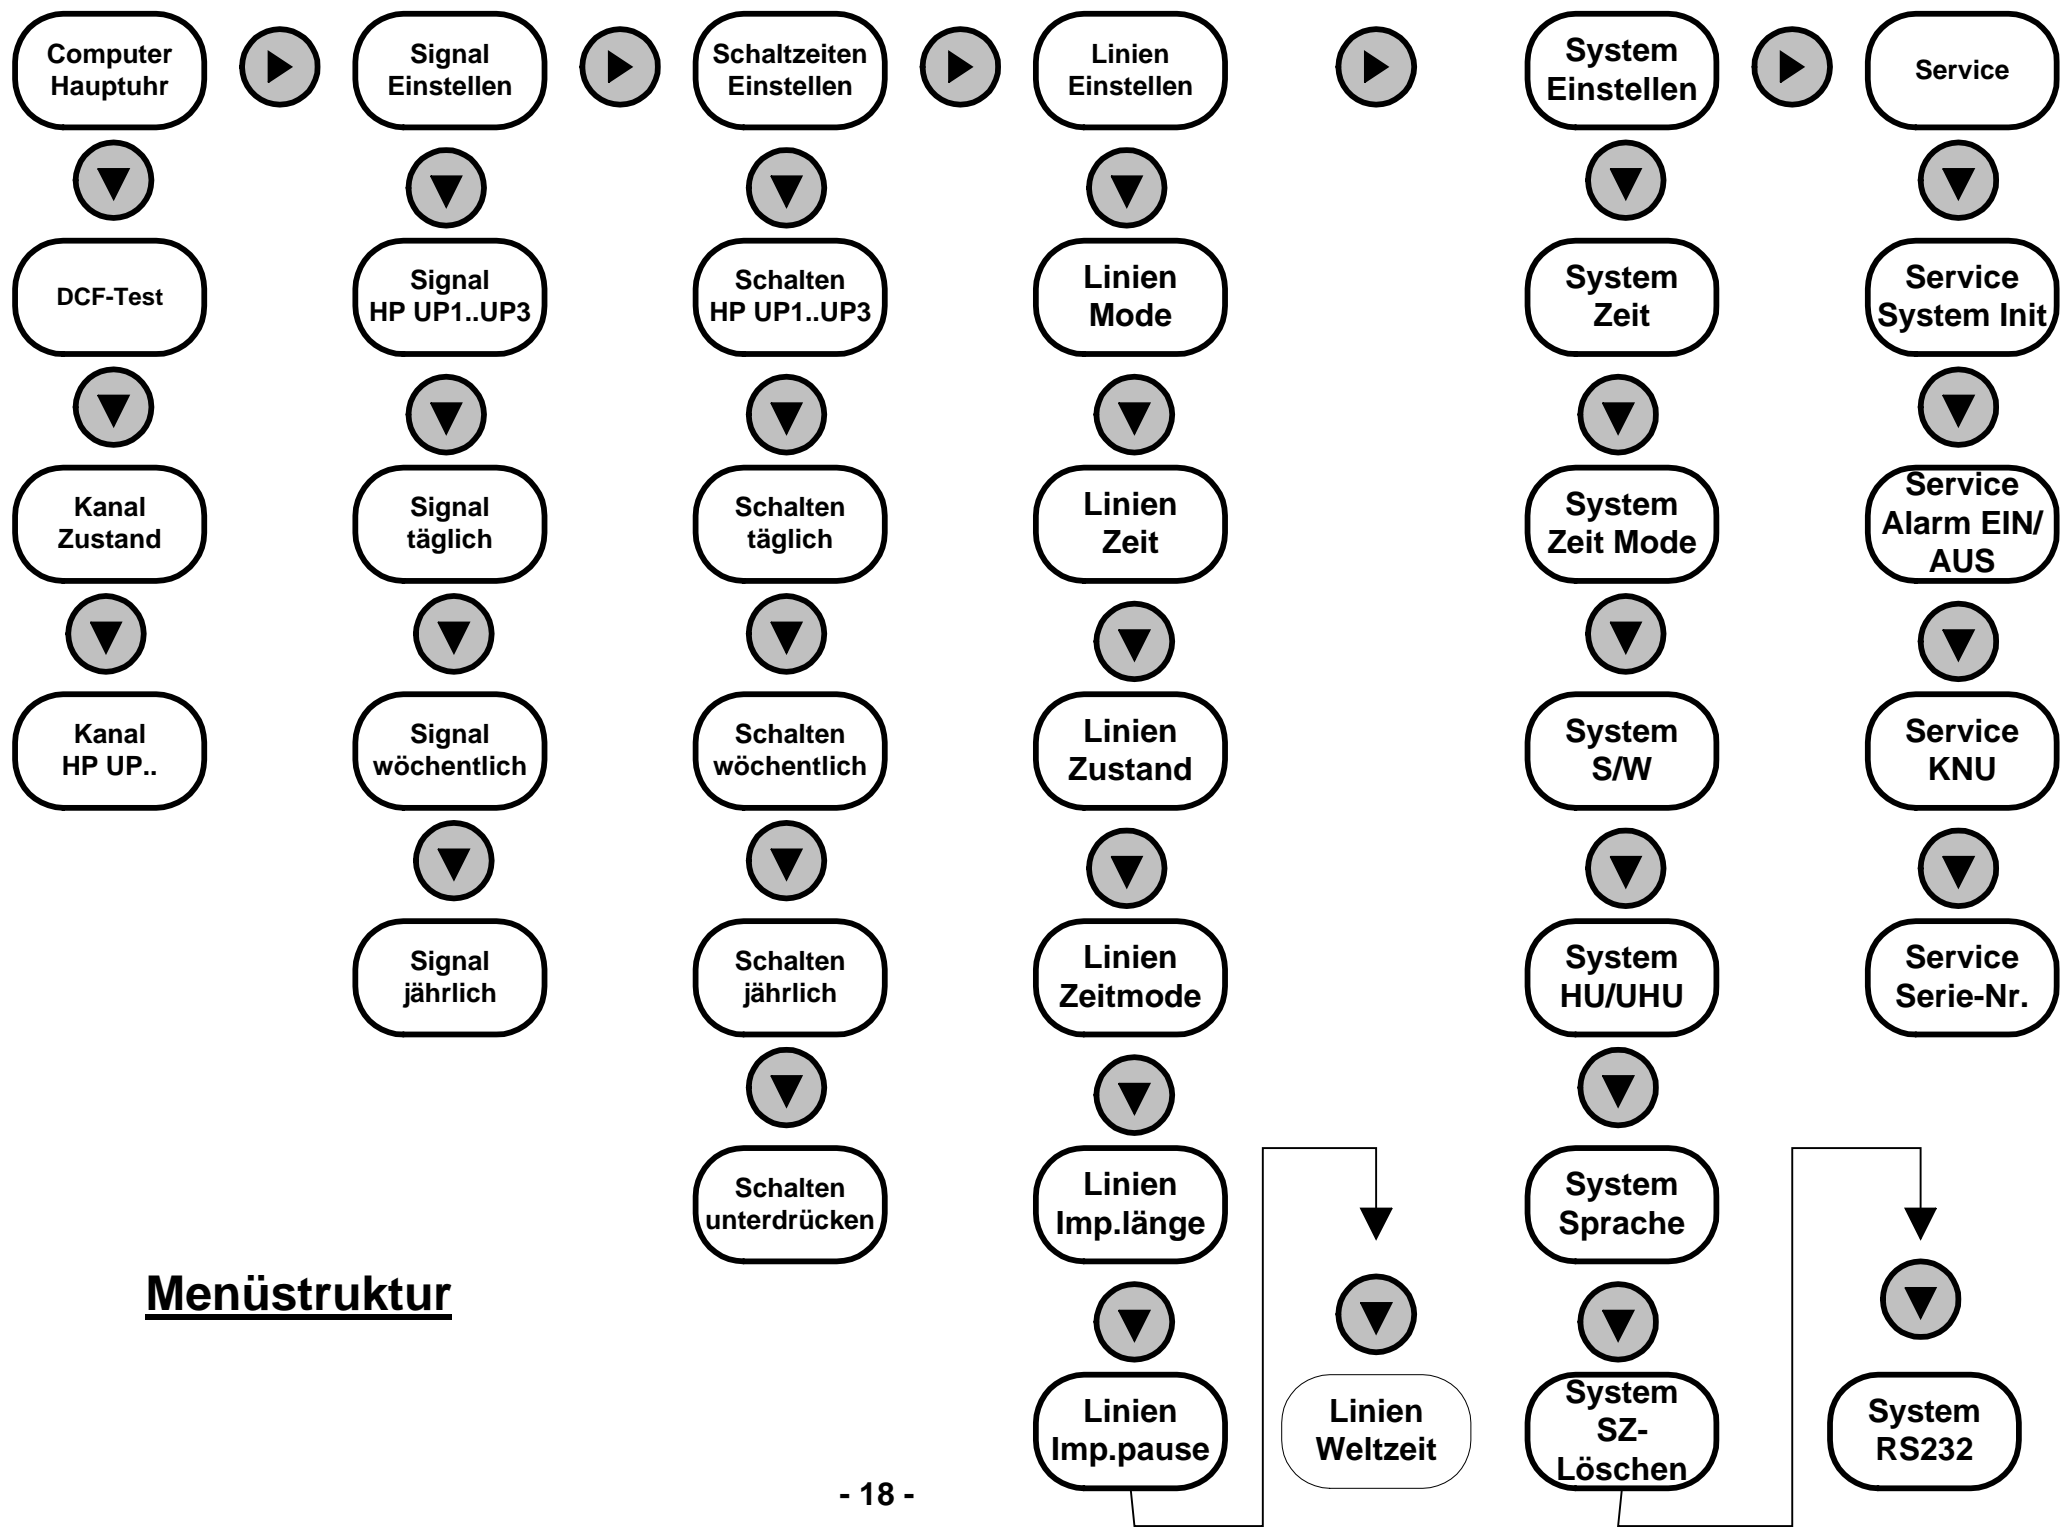 Computer
Hauptuhr
Signal
Einstellen
Schaltzeiten
Einstellen
Linien
Einstellen
System
Einstellen
Service
DCF-Test
Signal
HP UP1..UP3
Schalten
HP UP1..UP3
Linien
Mode
System
Zeit
Service
System Init
Kanal
Zustand
Signal
täglich
Schalten
täglich
Linien
Zeit
System
Zeit Mode
Service
Alarm EIN/
AUS
Kanal
HP UP..
Signal
wöchentlich
Schalten
wöchentlich
Linien
Zustand
System
S/W
Service
KNU
Signal
jährlich
Schalten
jährlich
Linien
Zeitmode
System
HU/UHU
Service
Serie-Nr.
Schalten
unterdrücken
Linien
Imp.länge
System
Sprache
Menüstruktur
Linien
Imp.pause
Linien
Weltzeit
System
SZ-
Löschen
System
RS232
- 18 -